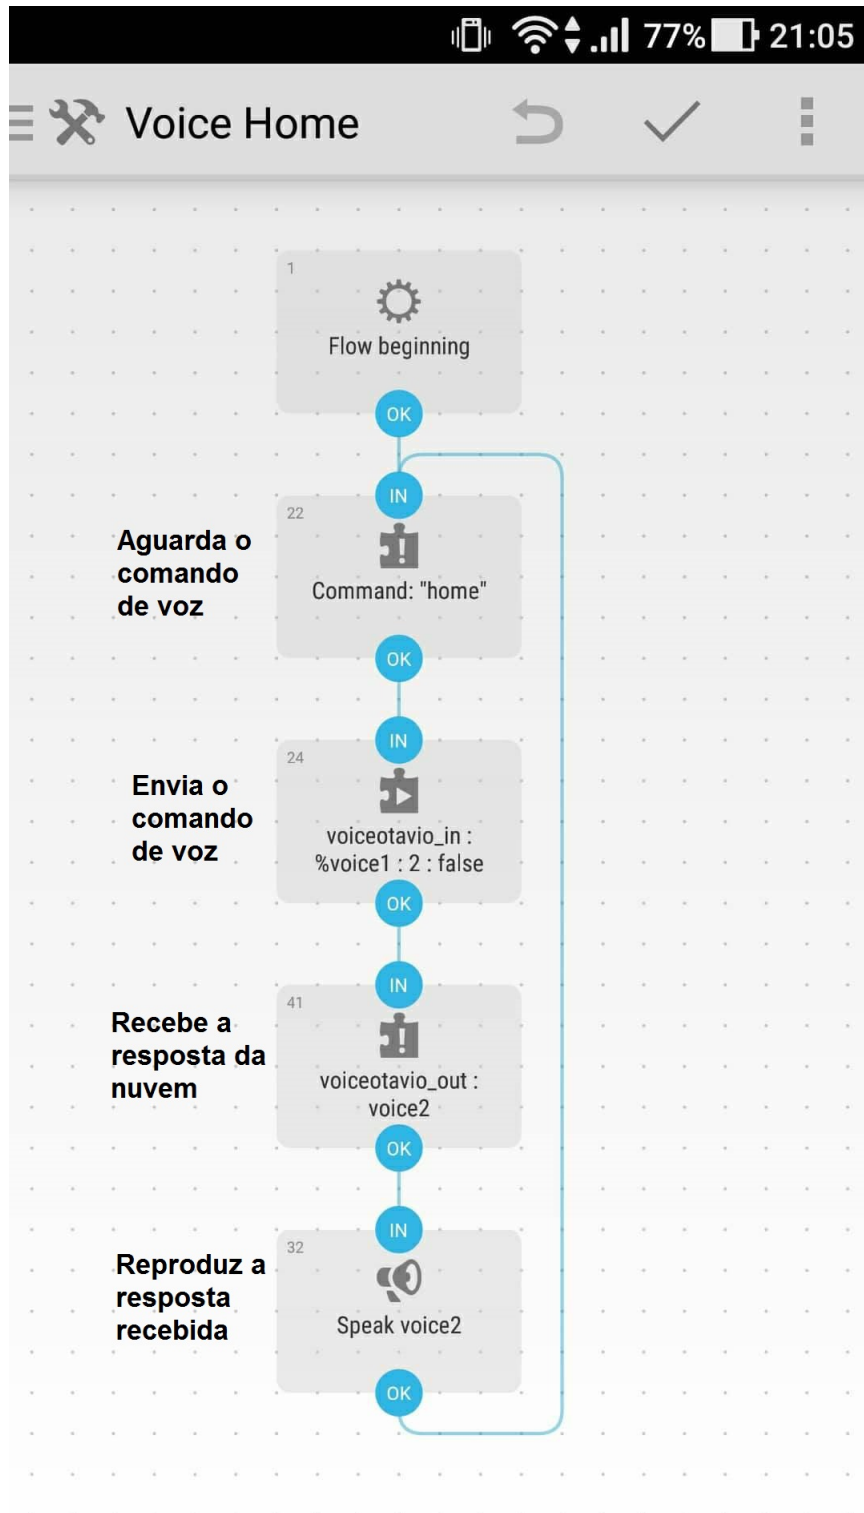 77% 21:05
Voice Home
1
Flow beginning
OK
IN
22
Aguarda o
comando
de voz
Command: "home"
OK
IN
24
Envia o
comando
de voz
voiceotavio_in :
%voice1 : 2 : false
OK
IN
41
Recebe a
resposta da
nuvem
voiceotavio_out :
voice2
OK
IN
32
Reproduz a
resposta
recebida
Speak voice2
OK